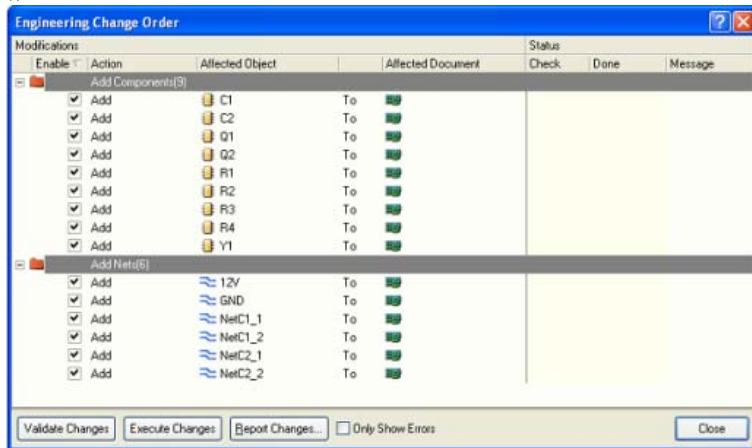 Engineering Change Order
Modifications Status
Enable Action Affected Object Affected Document Check Done Message
Add Components(9)
Add C1 To
Add C2 To
Add Q1 To
Add Q2 To
Add R1 To
Add R2 To
Add R3 To
Add R4 To
Add Y1 To
Add Nets(6)
Add 12V To
Add GND To
Add NetC1_1 To
Add NetC1_2 To
Add NetC2_1 To
Add NetC2_2 To
Validate Changes Execute Changes Report Changes... Only Show Errors Close